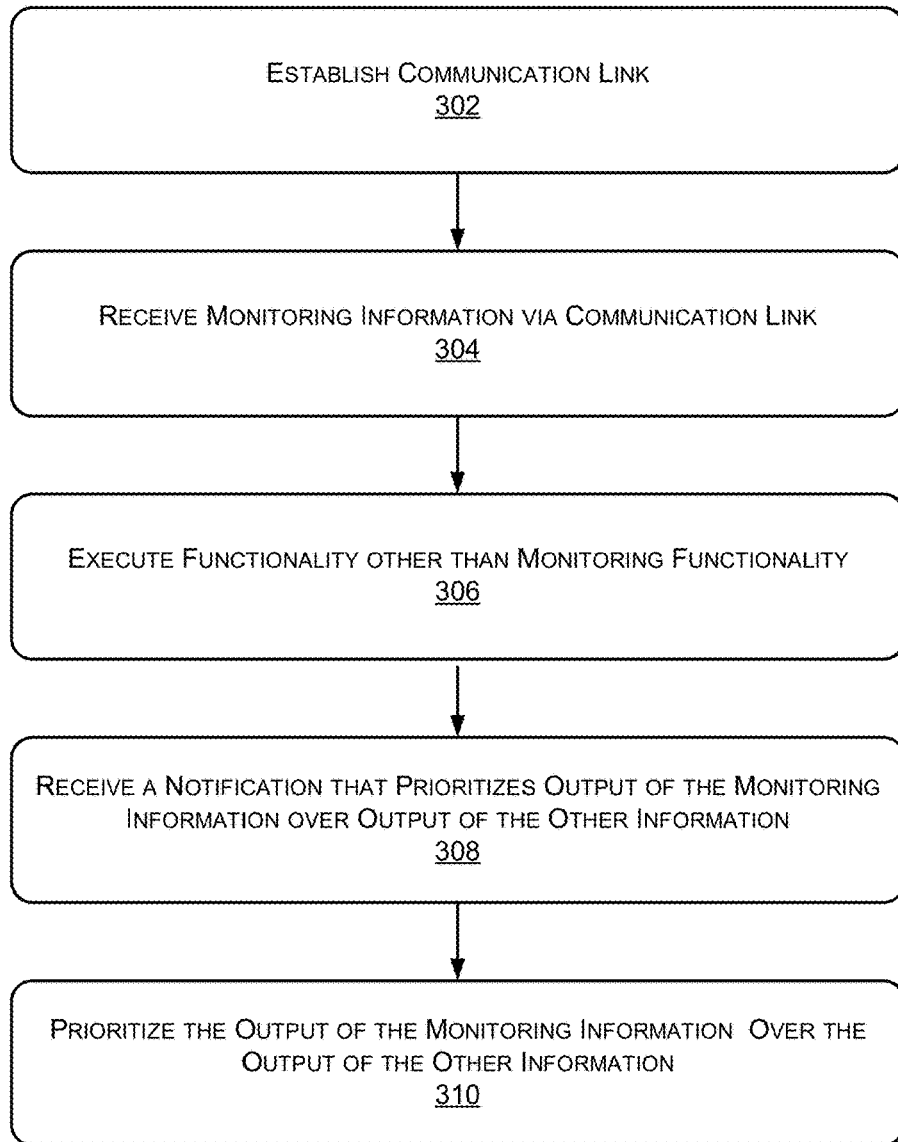 ESTABLISH COMMUNICATION LINK
302
RECEIVE MONITORING INFORMATION VIA COMMUNICATION LINK
304
EXECUTE FUNCTIONALITY OTHER THAN MONITORING FUNCTIONALITY
306
RECEIVE A NOTIFICATION THAT PRIORITIZES OUTPUT OF THE MONITORING
INFORMATION OVER OUTPUT OF THE OTHER INFORMATION
308
PRIORITIZE THE OUTPUT OF THE MONITORING INFORMATION OVER THE
OUTPUT OF THE OTHER INFORMATION
310